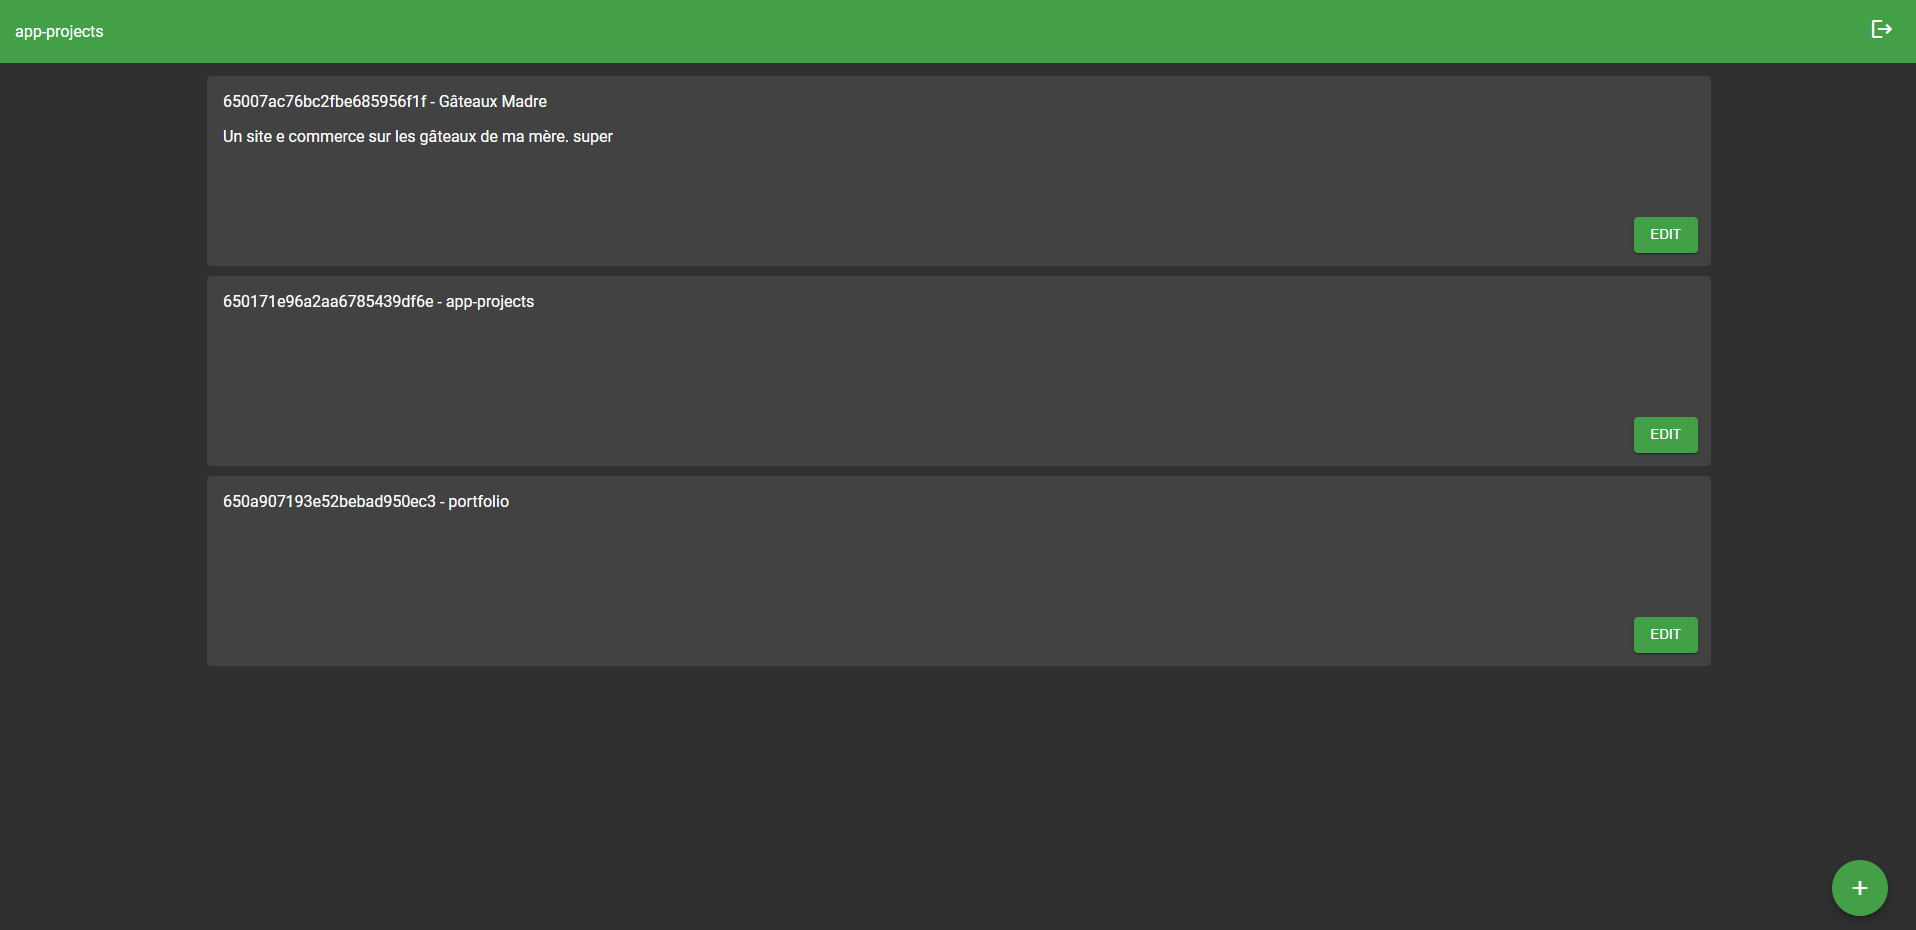 app-projects
65007ac76bc2fbe685956f1f - Gâteaux Madre
Un site e commerce sur les gâteaux de ma mère. super
EDIT
650171e96a2aa6785439df6e - app-projects
EDIT
650a907193e52bebad950ec3 - portfolio
EDIT
+